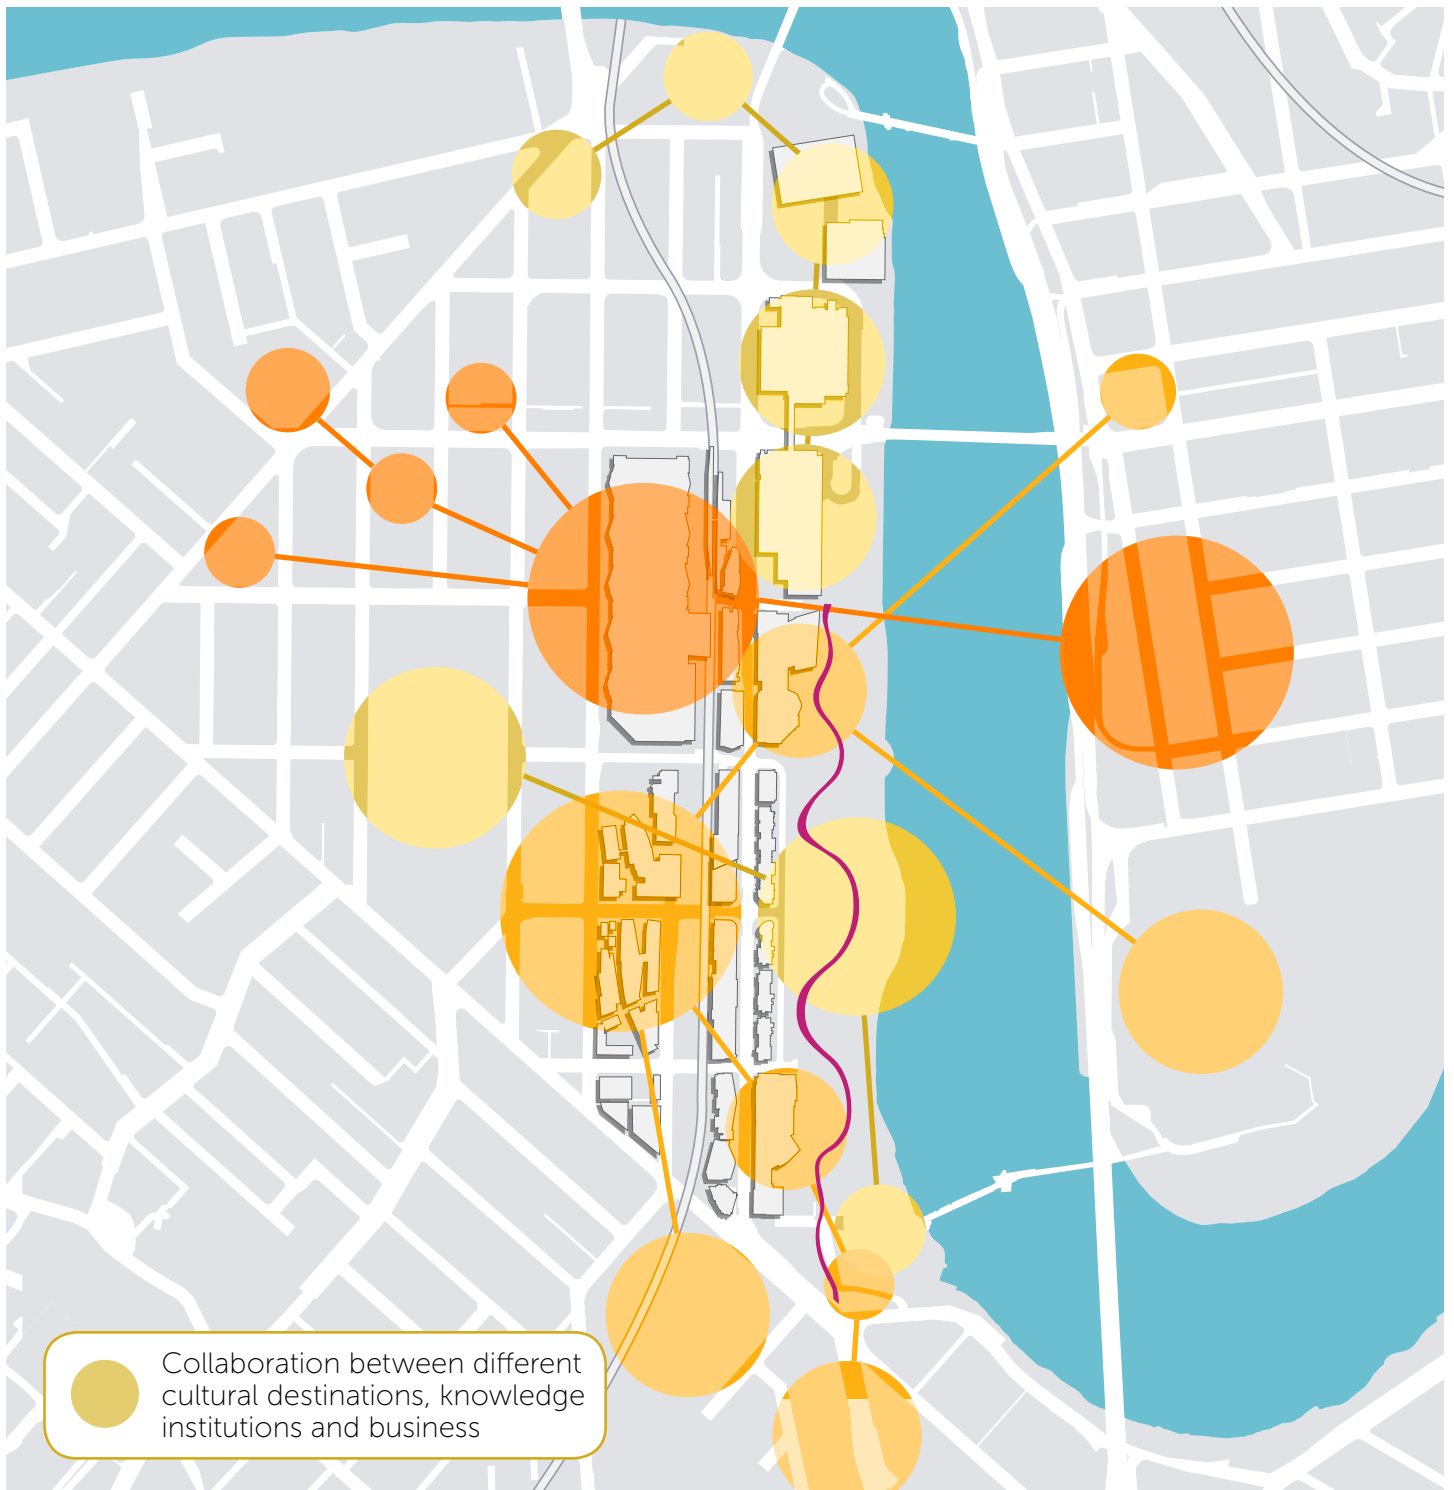 Collaboration between different
cultural destinations, knowledge
institutions and business